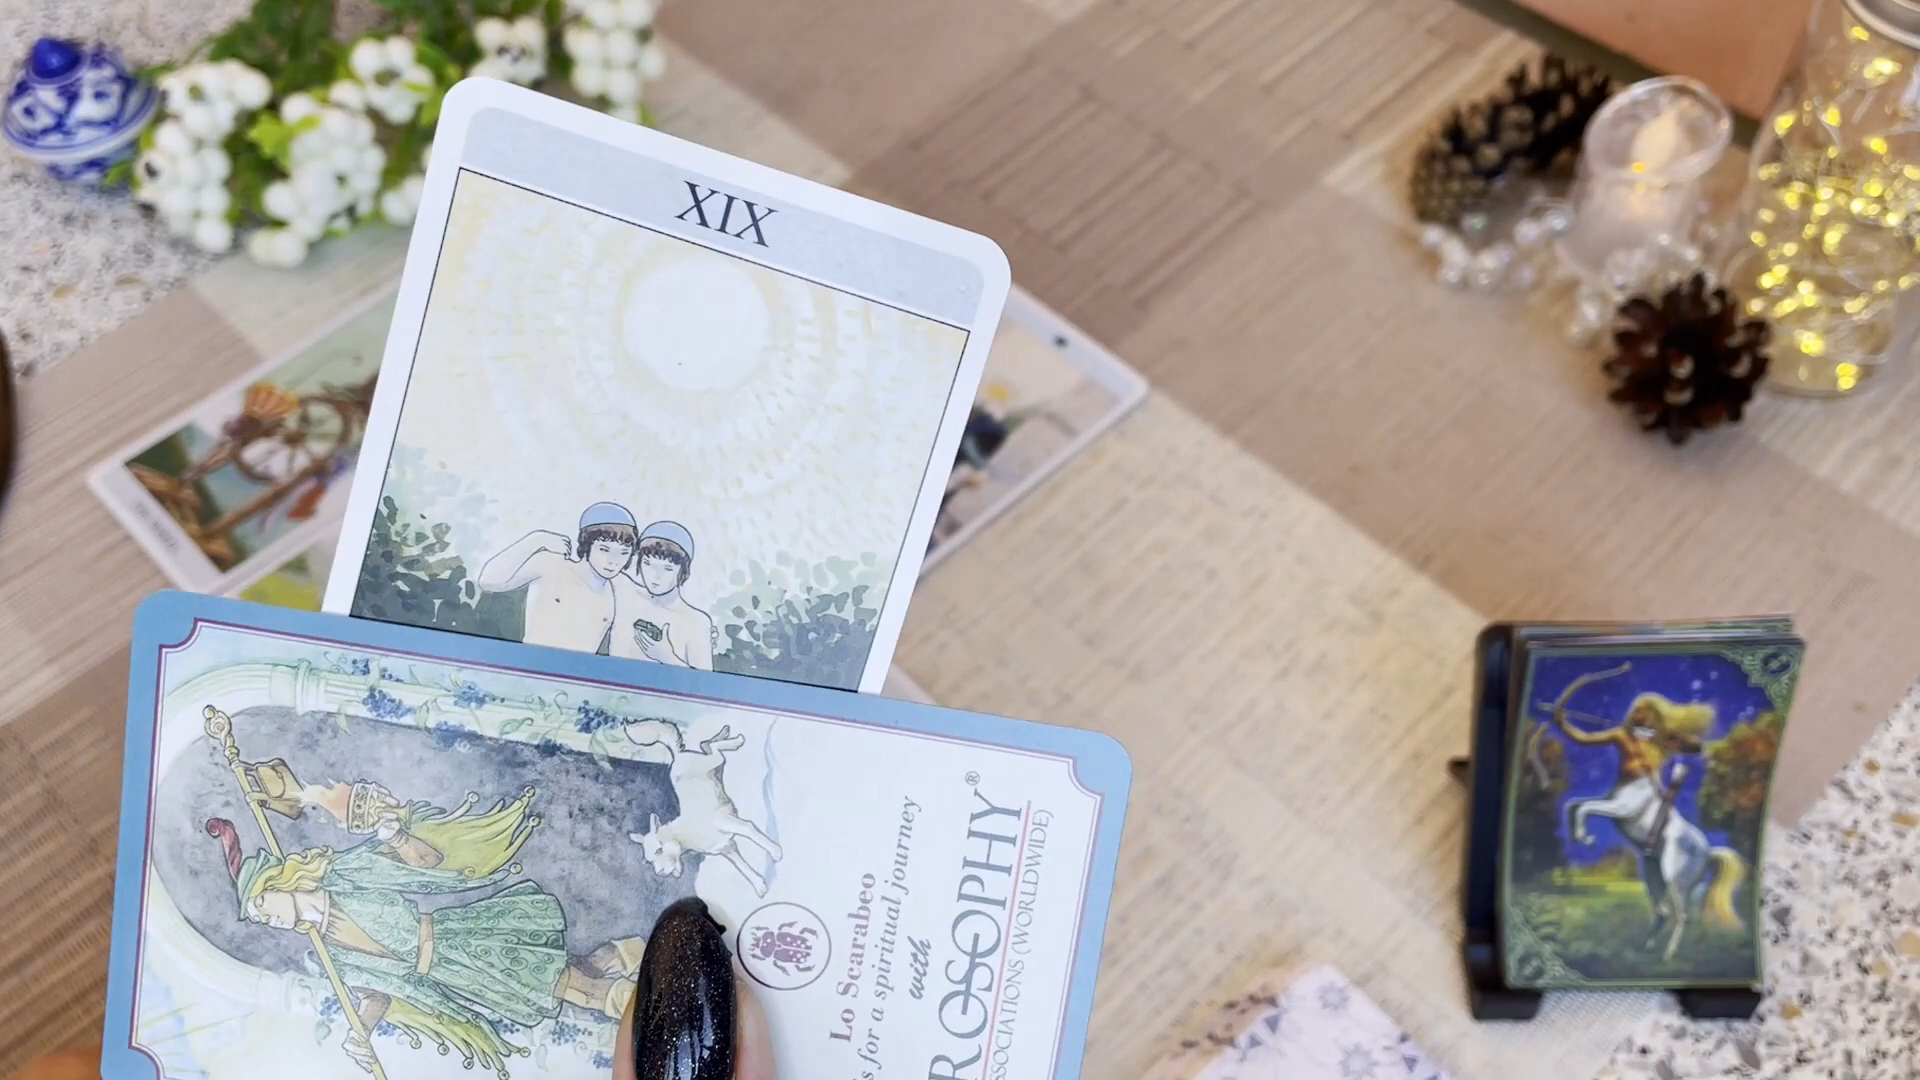 XIX
Lo Scarabeo
s for a spiritual journey
with
ROSOPHY®
SSOCIATIONS (WORLDWIDE)